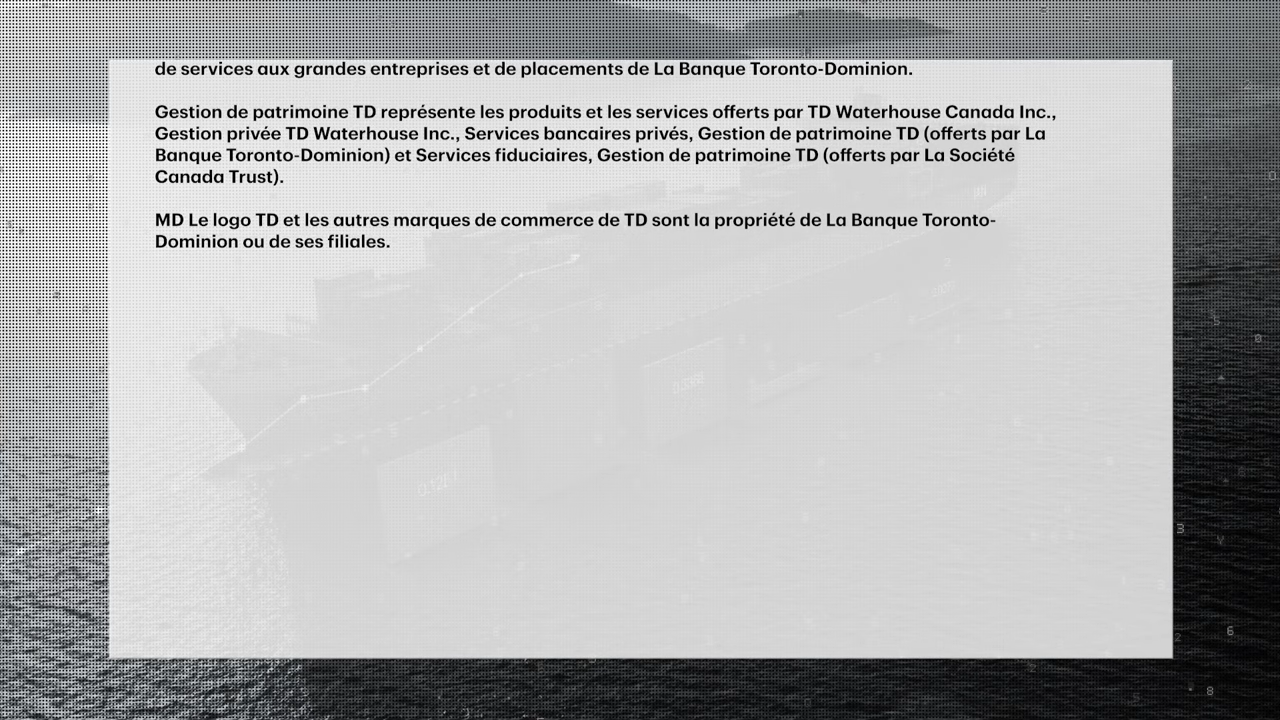 de services aux grandes entreprises et de placements de La Banque Toronto-Dominion.
Gestion de patrimoine TD représente les produits et les services offerts par TD Waterhouse Canada Inc.,
Gestion privée TD Waterhouse Inc., Services bancaires privés, Gestion de patrimoine TD (offerts par La
Banque Toronto-Dominion) et Services fiduciaires, Gestion de patrimoine TD (offerts par La Société
Canada Trust).
MD Le logo TD et les autres marques de commerce de TD sont la propriété de La Banque Toronto-
Dominion ou de ses filiales.